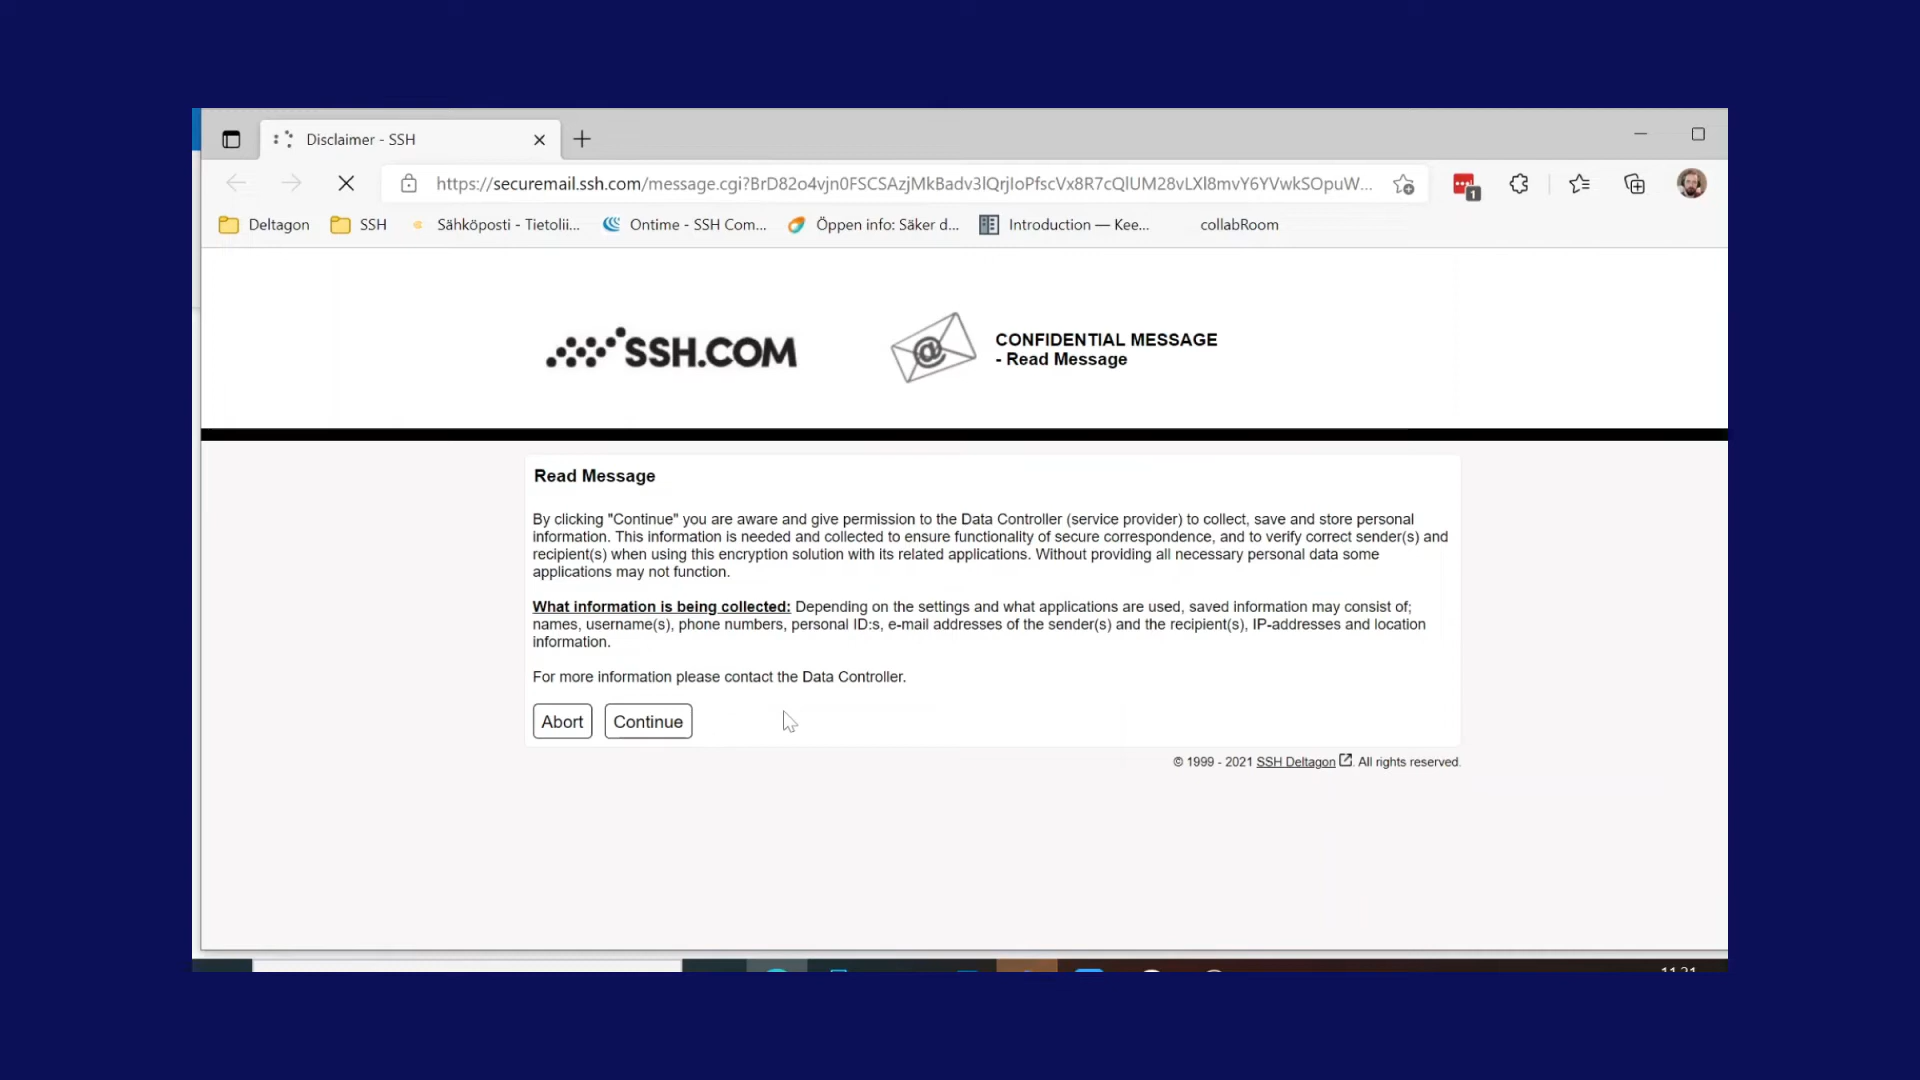 Disclaimer - SSH
https://securemail.ssh.com/message.cgi?BrD82o4vjn0FSCSAzjMkBadv3lQrjIoPfscVx8R7cQlUM28vLXl8mvY6YVwkSOpuW...
1
Deltagon
SSH
Sähköposti - Tietolii...
Ontime - SSH Com...
Öppen info: Säker d...
Introduction — Kee...
collabRoom
SSH.COM
CONFIDENTIAL MESSAGE
- Read Message
Read Message
By clicking "Continue" you are aware and give permission to the Data Controller (service provider) to collect, save and store personal
information. This information is needed and collected to ensure functionality of secure correspondence, and to verify correct sender(s) and
recipient(s) when using this encryption solution with its related applications. Without providing all necessary personal data some
applications may not function.
What information is being collected: Depending on the settings and what applications are used, saved information may consist of;
names, username(s), phone numbers, personal ID:s, e-mail addresses of the sender(s) and the recipient(s), IP-addresses and location
information.
For more information please contact the Data Controller.
Abort
Continue
© 1999 - 2021 SSH Deltagon. All rights reserved.